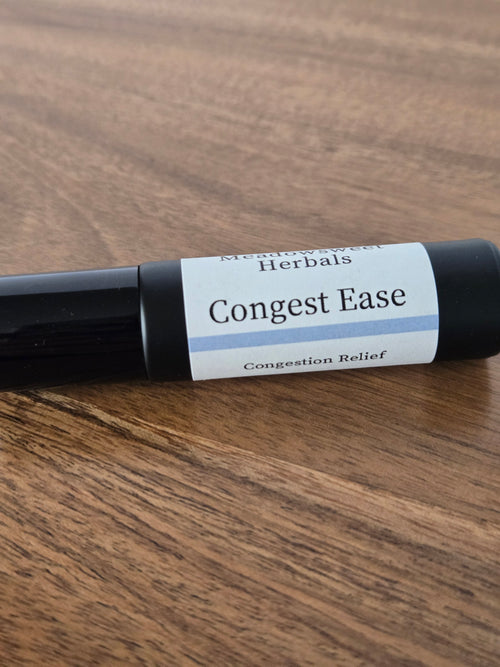 Meadowsweet
Herbals
Congest Ease
Congestion Relief